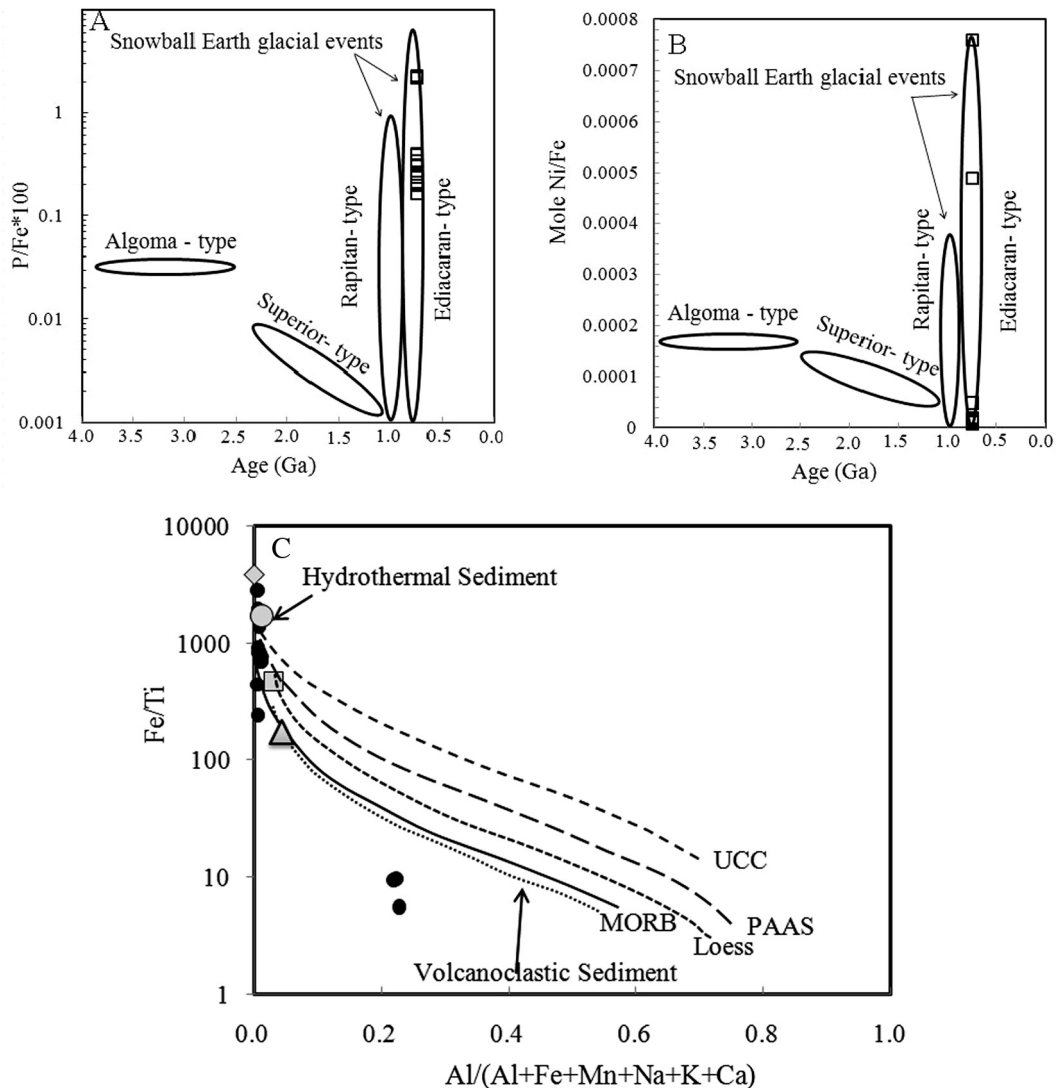 A
Snowball Earth glacial events
P/Fe*100
1
0.1
0.01
0.001
Algoma - type
Superior- type
Rapitan- type
Ediacaran- type
4.0 3.5 3.0 2.5 2.0 1.5 1.0 0.5 0.0
Age (Ga)
B
Snowball Earth glacial events
Mole Ni/Fe
0.0008
0.0007
0.0006
0.0005
0.0004
0.0003
0.0002
0.0001
0
Algoma - type
Superior- type
Rapitan- type
Ediacaran- type
4.0 3.5 3.0 2.5 2.0 1.5 1.0 0.5 0.0
Age (Ga)
C
Hydrothermal Sediment
Fe/Ti
10000
1000
100
10
1
UCC
PAAS
MORB
Loess
Volcanoclastic Sediment
0.0 0.2 0.4 0.6 0.8 1.0
Al/(Al+Fe+Mn+Na+K+Ca)